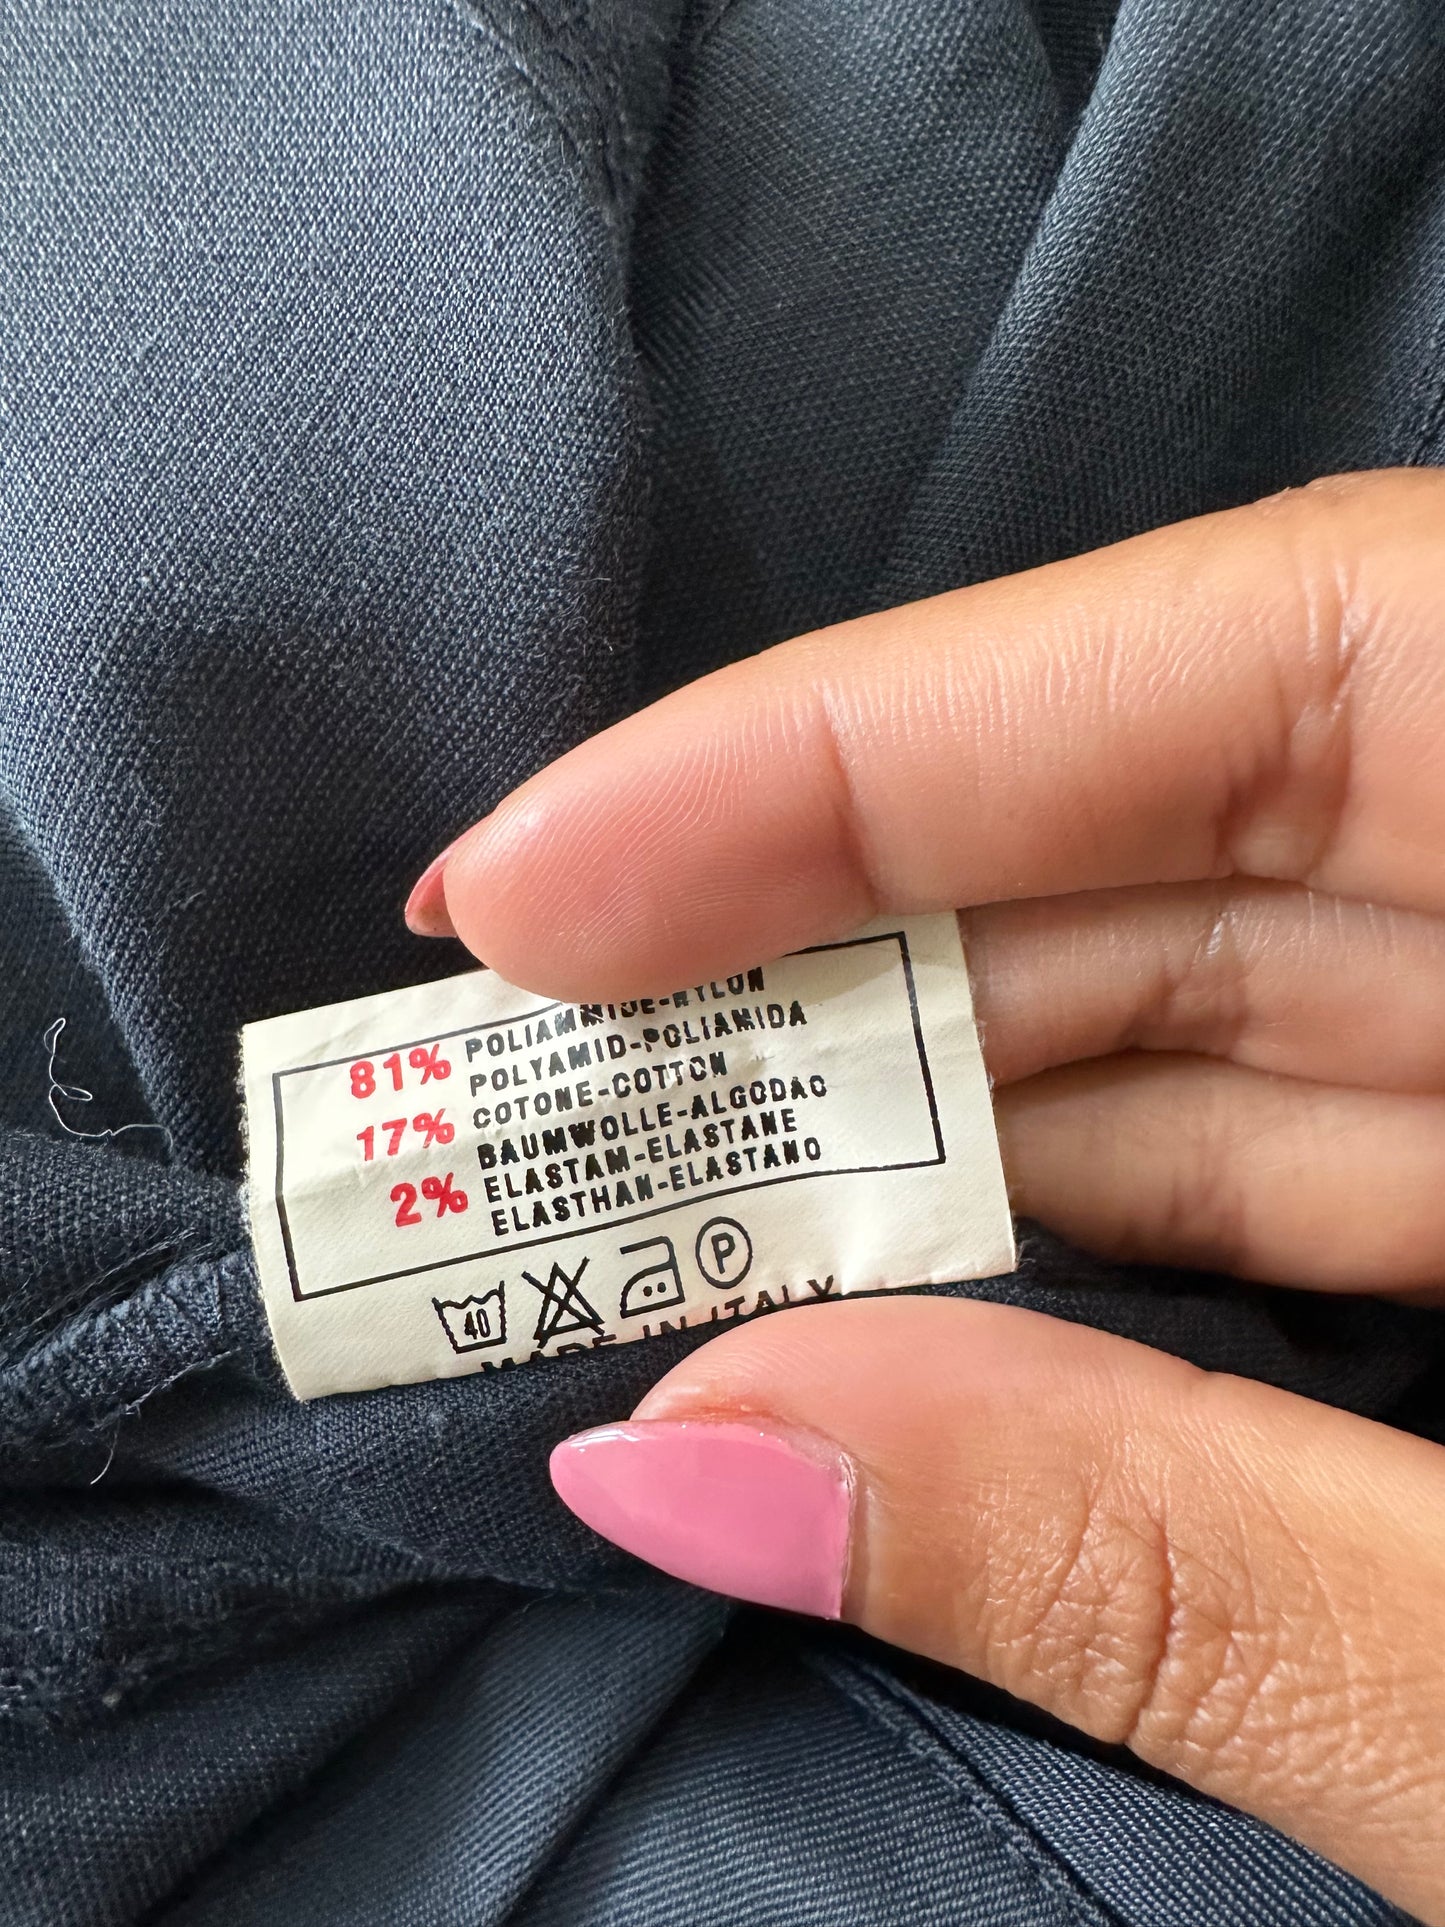 81% POLIAMMIDE-NYLON
POLYAMID-POLIAMIDA
17% COTONE-COTTON
BAUMWOLLE-ALGODAO
2% ELASTAM-ELASTANE
ELASTHAN-ELASTANO
40 P
MADE IN ITALY